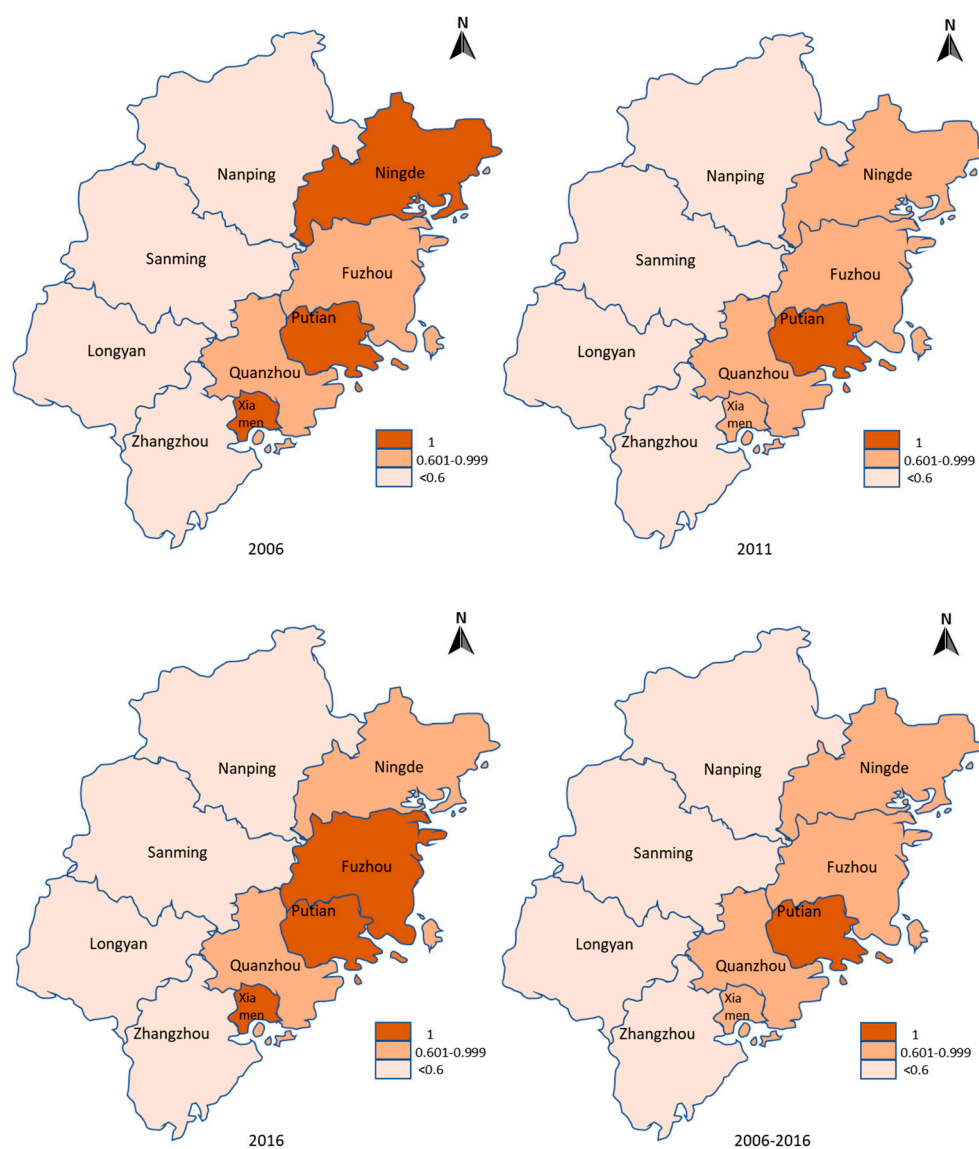 N
Nanping
Ningde
Sanming
Fuzhou
Putian
Longyan
Quanzhou
Xia
men
Zhangzhou
1
0.601-0.999
<0.6
2006
N
Nanping
Ningde
Sanming
Fuzhou
Putian
Longyan
Quanzhou
Xia
men
Zhangzhou
1
0.601-0.999
<0.6
2011
N
Nanping
Ningde
Sanming
Fuzhou
Putian
Longyan
Quanzhou
Xia
men
Zhangzhou
1
0.601-0.999
<0.6
2016
N
Nanping
Ningde
Sanming
Fuzhou
Putian
Longyan
Quanzhou
Xia
men
Zhangzhou
1
0.601-0.999
<0.6
2006-2016